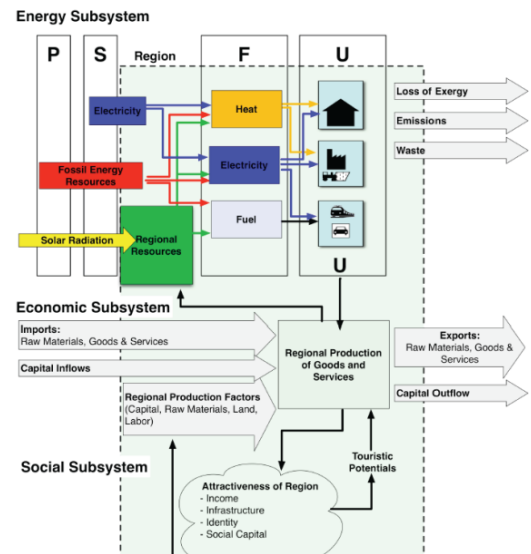 Energy Subsystem
P
S
Region
F
U
Electricity
Heat
Electricity
Fossil Energy
Resources
Fuel
Solar Radiation
Regional
Resources
U
Loss of Exergy
Emissions
Waste
Economic Subsystem
Imports:
Raw Materials, Goods & Services
Capital Inflows
Regional Production Factors
(Capital, Raw Materials, Land,
Labor)
Regional Production
of Goods and
Services
Exports:
Raw Materials, Goods &
Services
Capital Outflow
Social Subsystem
Touristic
Potentials
Attractiveness of Region
- Income
- Infrastructure
- Identity
- Social Capital